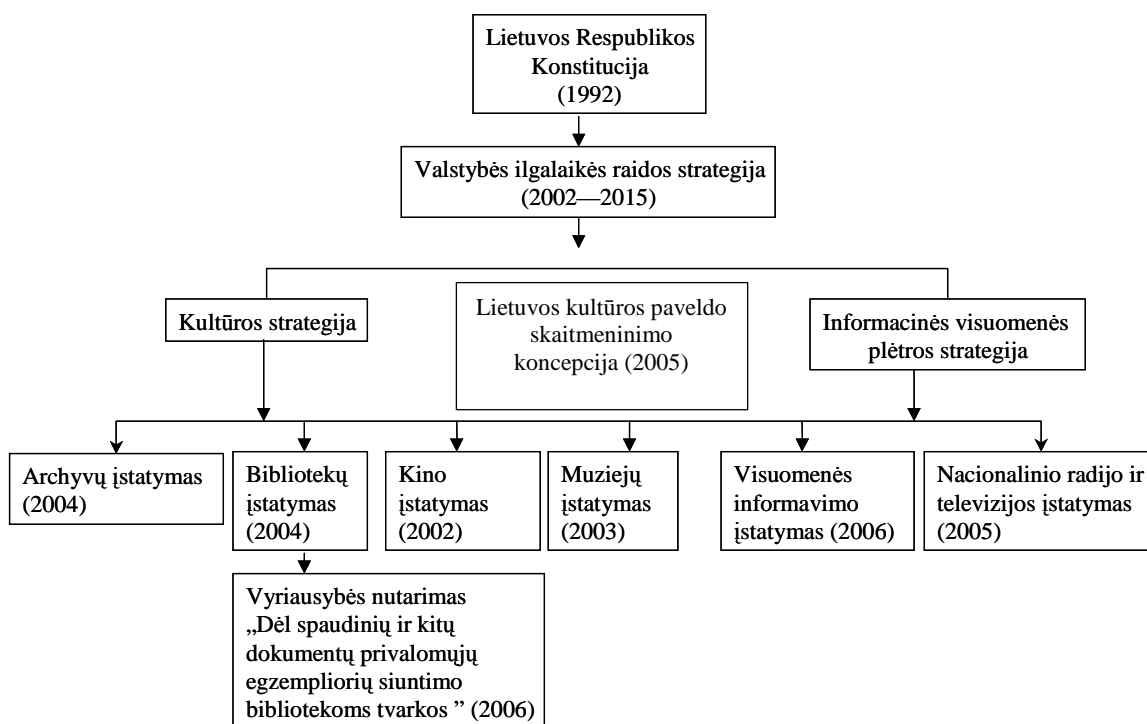 Lietuvos Respublikos
Konstitucija
(1992)
Valstybės ilgalaikės raidos strategija
(2002—2015)
Kultūros strategija
Lietuvos kultūros paveldo
skaitmeninimo
koncepcija (2005)
Informacinės visuomenės
plėtros strategija
Archyvų įstatymas
(2004)
Bibliotekų
įstatymas
(2004)
Kino
įstatymas
(2002)
Muziejų
įstatymas
(2003)
Visuomenės
informavimo
įstatymas (2006)
Nacionalinio radijo ir
televizijos įstatymas
(2005)
Vyriausybės nutarimas
„Dėl spaudinių ir kitų
dokumentų privalomųjų
egzempliorių siuntimo
bibliotekoms tvarkos ” (2006)